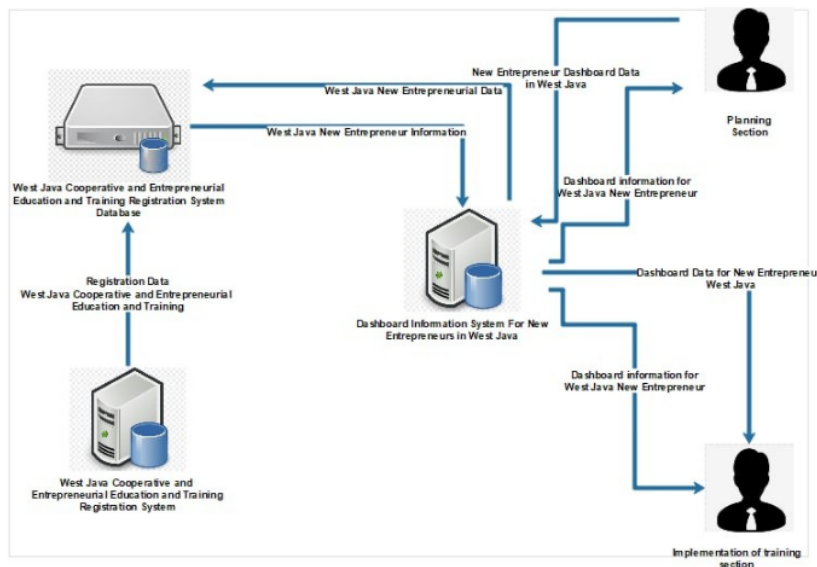 New Entrepreneur Dashboard Data
in West Java
West Java New Entrepreneurial Data
Planning
Section
West Java New Entrepreneur Information
West Java Cooperative and Entrepreneurial
Education and Training Registration System
Database
Dashboard information for
West Java New Entrepreneur
Registration Data
West Java Cooperative and Entrepreneurial
Education and Training
Dashboard Data for New Entrepreneu
West Java
Dashboard Information System For New
Entrepreneurs in West Java
Dashboard information for
West Java New Entrepreneur
West Java Cooperative and
Entrepreneurial Education and Training
Registration System
Implementation of training
section